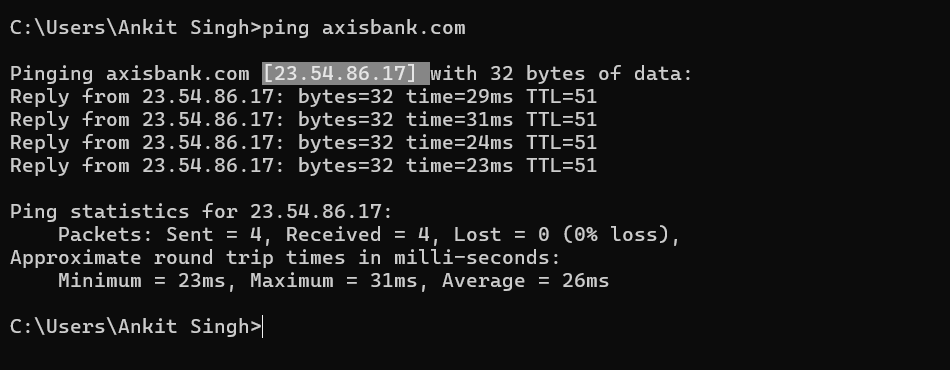 C:\Users\Ankit Singh>ping axisbank.com
Pinging axisbank.com [23.54.86.17] with 32 bytes of data:
Reply from 23.54.86.17: bytes=32 time=29ms TTL=51
Reply from 23.54.86.17: bytes=32 time=31ms TTL=51
Reply from 23.54.86.17: bytes=32 time=24ms TTL=51
Reply from 23.54.86.17: bytes=32 time=23ms TTL=51
Ping statistics for 23.54.86.17:
    Packets: Sent = 4, Received = 4, Lost = 0 (0% loss),
Approximate round trip times in milli-seconds:
    Minimum = 23ms, Maximum = 31ms, Average = 26ms
C:\Users\Ankit Singh>